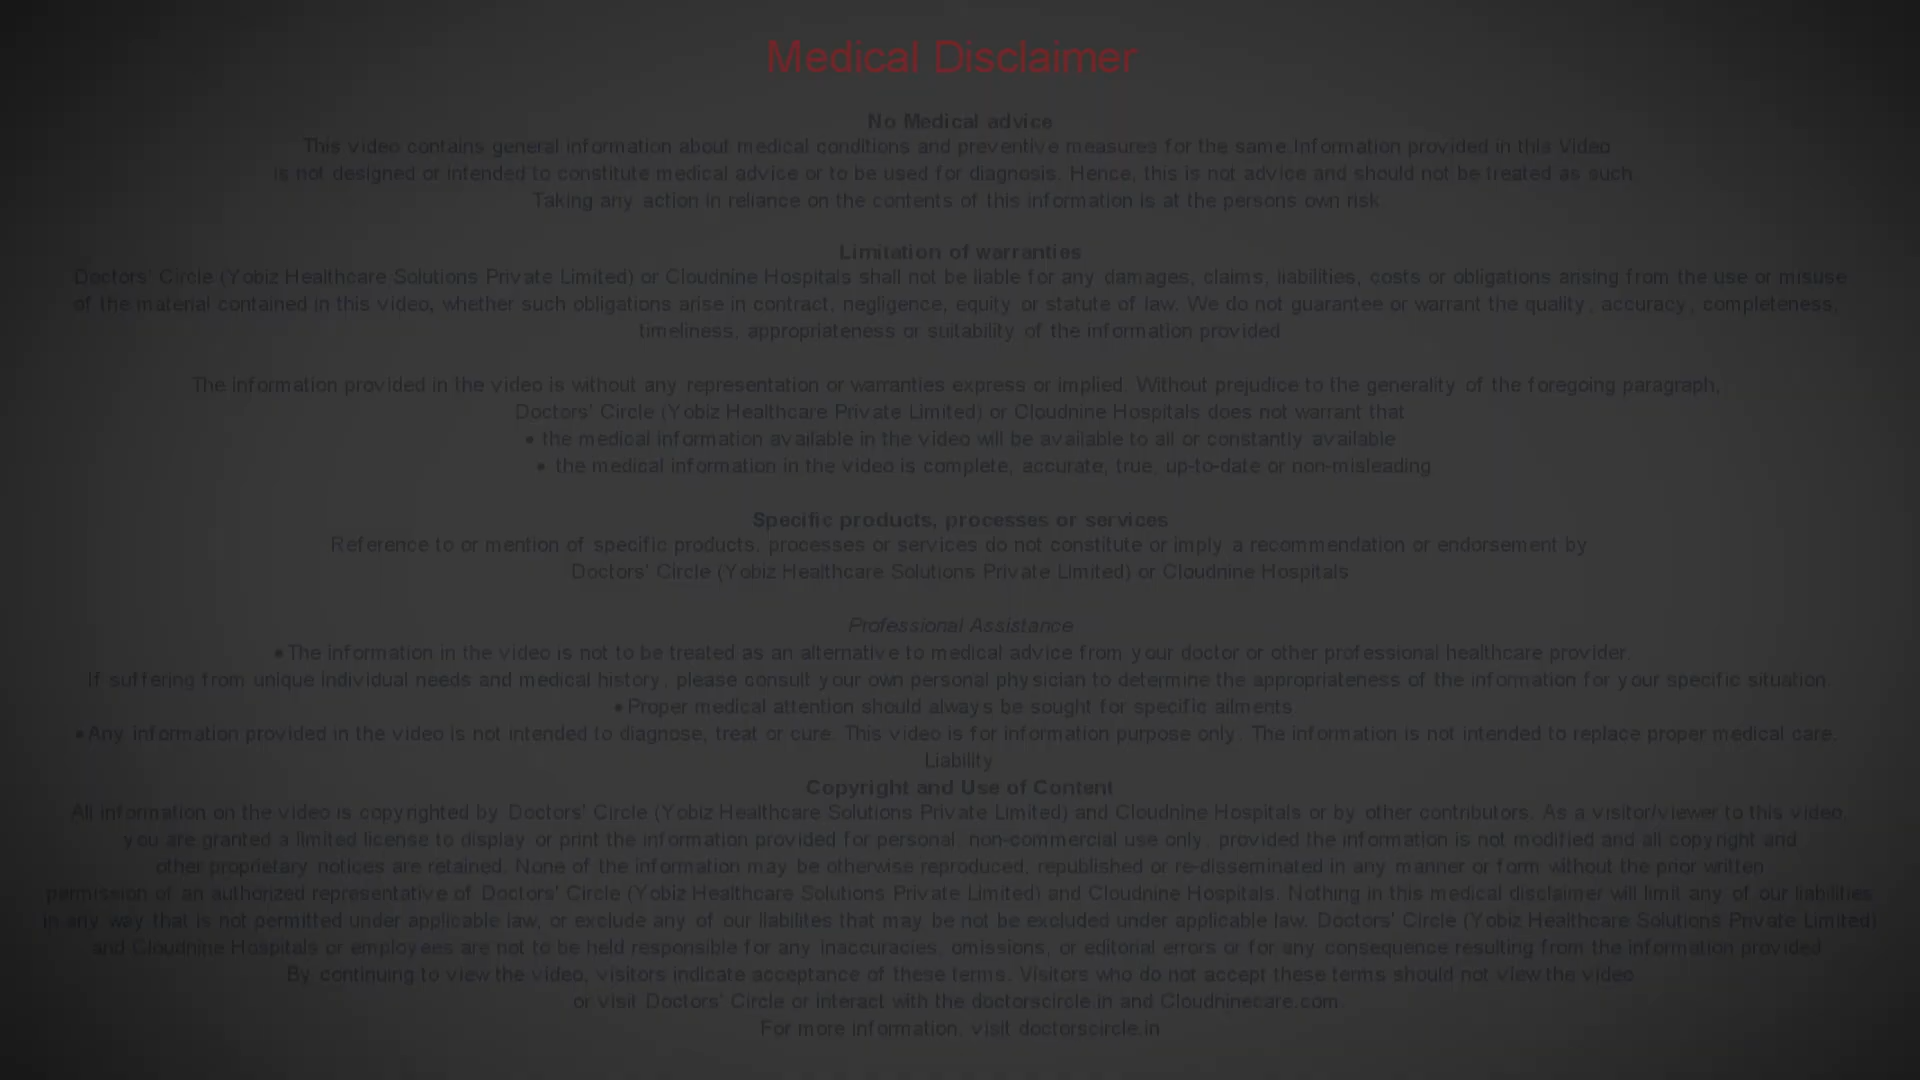 Medical Disclaimer
No Medical advice
This video contains general information about medical conditions and preventive measures for the same.Information provided in this Video
is not designed or intended to constitute medical advice or to be used for diagnosis. Hence, this is not advice and should not be treated as such.
Taking any action in reliance on the contents of this information is at the persons own risk
Limitation of warranties
Doctors' Circle (Yobiz Healthcare Solutions Private Limited) or Cloudnine Hospitals shall not be liable for any damages, claims, liabilities, costs or obligations arising from the use or misuse
of the material contained in this video, whether such obligations arise in contract, negligence, equity or statute of law. We do not guarantee or warrant the quality, accuracy, completeness,
timeliness, appropriateness or suitability of the information provided
The information provided in the video is without any representation or warranties express or implied. Without prejudice to the generality of the foregoing paragraph,
Doctors' Circle (Yobiz Healthcare Private Limited) or Cloudnine Hospitals does not warrant that
• the medical information available in the video will be available to all or constantly available
• the medical information in the video is complete, accurate, true, up-to-date or non-misleading
Specific products, processes or services
Reference to or mention of specific products, processes or services do not constitute or imply a recommendation or endorsement by
Doctors' Circle (Yobiz Healthcare Solutions Private Limited) or Cloudnine Hospitals
Professional Assistance
• The information in the video is not to be treated as an alternative to medical advice from your doctor or other professional healthcare provider.
If suffering from unique individual needs and medical history, please consult your own personal physician to determine the appropriateness of the information for your specific situation.
• Proper medical attention should always be sought for specific ailments
• Any information provided in the video is not intended to diagnose, treat or cure. This video is for information purpose only. The information is not intended to replace proper medical care.
Liability
Copyright and Use of Content
All information on the video is copyrighted by Doctors' Circle (Yobiz Healthcare Solutions Private Limited) and Cloudnine Hospitals or by other contributors. As a visitor/viewer to this video,
you are granted a limited license to display or print the information provided for personal, non-commercial use only, provided the information is not modified and all copyright and
other proprietary notices are retained. None of the information may be otherwise reproduced, republished or re-disseminated in any manner or form without the prior written
permission of an authorized representative of Doctors' Circle (Yobiz Healthcare Solutions Private Limited) and Cloudnine Hospitals. Nothing in this medical disclaimer will limit any of our liabilities
in any way that is not permitted under applicable law, or exclude any of our liabilites that may be not be excluded under applicable law. Doctors' Circle (Yobiz Healthcare Solutions Private Limited)
and Cloudnine Hospitals or employees are not to be held responsible for any inaccuracies, omissions, or editorial errors or for any consequence resulting from the information provided
By continuing to view the video, visitors indicate acceptance of these terms. Visitors who do not accept these terms should not view the video
or visit Doctors' Circle or interact with the doctorscircle.in and Cloudninecare.com
For more information, visit doctorscircle.in